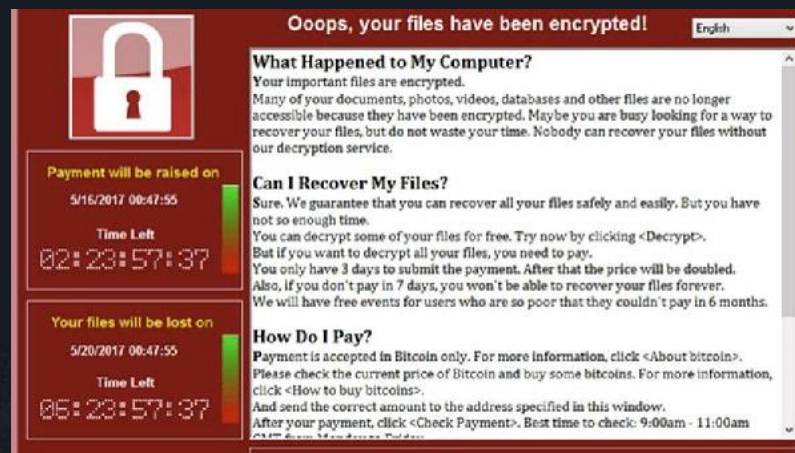 Ooops, your files have been encrypted!
English
What Happened to My Computer?
Your important files are encrypted.
Many of your documents, photos, videos, databases and other files are no longer
accessible because they have been encrypted. Maybe you are busy looking for a way to
recover your files, but do not waste your time. Nobody can recover your files without
our decryption service.
Can I Recover My Files?
Sure. We guarantee that you can recover all your files safely and easily. But you have
not so enough time.
You can decrypt some of your files for free. Try now by clicking <Decrypt>.
But if you want to decrypt all your files, you need to pay.
You only have 3 days to submit the payment. After that the price will be doubled.
Also, if you don't pay in 7 days, you won't be able to recover your files forever.
We will have free events for users who are so poor that they couldn't pay in 6 months.
How Do I Pay?
Payment is accepted in Bitcoin only. For more information, click <About bitcoin>.
Please check the current price of Bitcoin and buy some bitcoins. For more information,
click <How to buy bitcoins>.
And send the correct amount to the address specified in this window.
After your payment, click <Check Payment>. Best time to check: 9:00am - 11:00am
GMT from Monday to Friday.
Payment will be raised on
5/16/2017 00:47:55
Time Left
02:23:57:37
Your files will be lost on
5/20/2017 00:47:55
Time Left
06:23:57:37